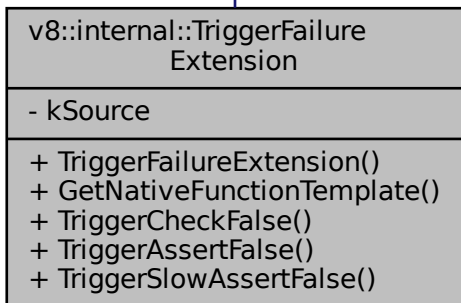 v8::internal::TriggerFailure
Extension
- kSource
+ TriggerFailureExtension()
+ GetNativeFunctionTemplate()
+ TriggerCheckFalse()
+ TriggerAssertFalse()
+ TriggerSlowAssertFalse()